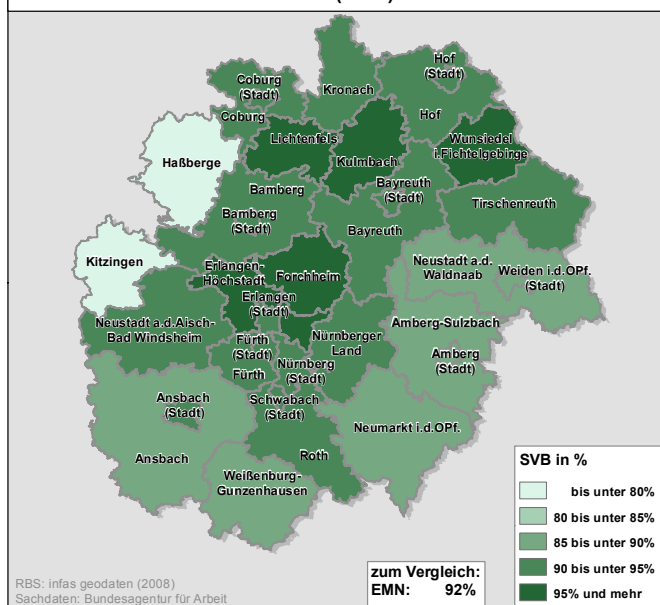 Hof
(Stadt)
Coburg
(Stadt)
Kronach
Coburg
Hof
Lichtenfels
Wunsiedel
i.Fichtelgebirge
Haßberge
Kulmbach
Bamberg
Bayreuth
(Stadt)
Tirschenreuth
Bamberg
(Stadt)
Bayreuth
Kitzingen
Erlangen-
Höchstadt
Forchheim
Neustadt a.d.
Waldnaab
Weiden i.d.OPf.
(Stadt)
Erlangen
(Stadt)
Neustadt a.d.Aisch-
Bad Windsheim
Amberg-Sulzbach
Nürnberger
Land
Fürth
(Stadt)
Amberg
(Stadt)
Nürnberg
(Stadt)
Fürth
Ansbach
(Stadt)
Schwabach
(Stadt)
Neumarkt i.d.OPf.
Ansbach
Roth
Weißenburg-
Gunzenhausen
SVB in %
bis unter 80%
80 bis unter 85%
85 bis unter 90%
90 bis unter 95%
95% und mehr
zum Vergleich:
EMN: 92%
RBS: infas geodaten (2008)
Sachdaten: Bundesagentur für Arbeit